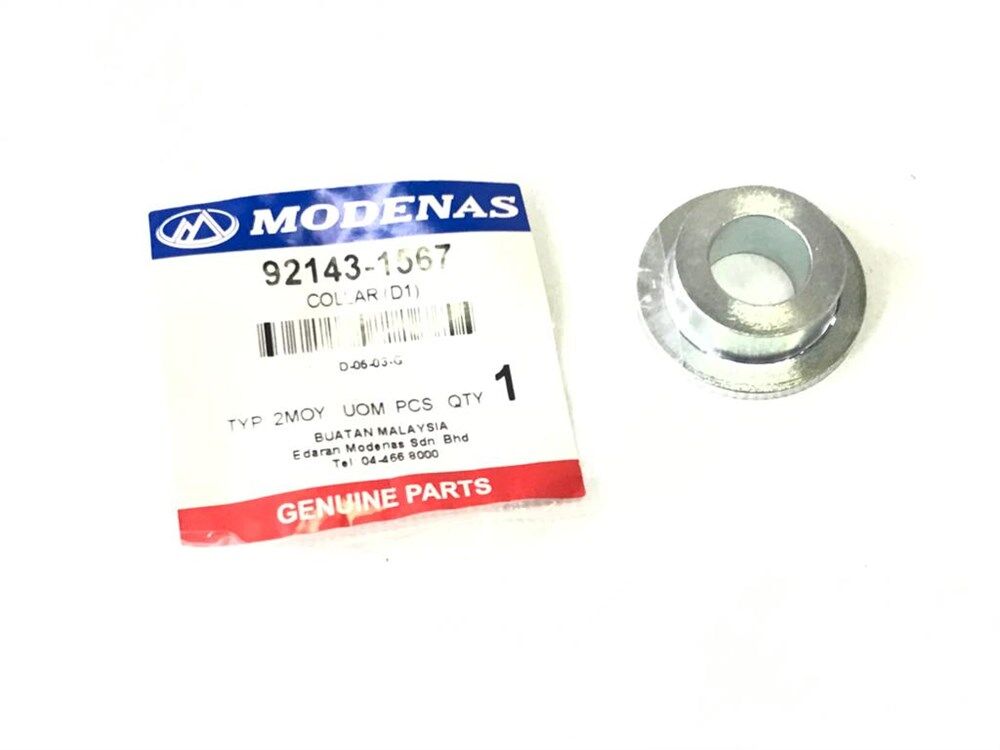 MODENAS
92143-1567
COLLAR (D1)
D-06-03-G
TYP 2MOY UOM PCS QTY 1
BUATAN MALAYSIA
Edaran Modenas Sdn Bhd
Tel 04-466 8000
GENUINE PARTS